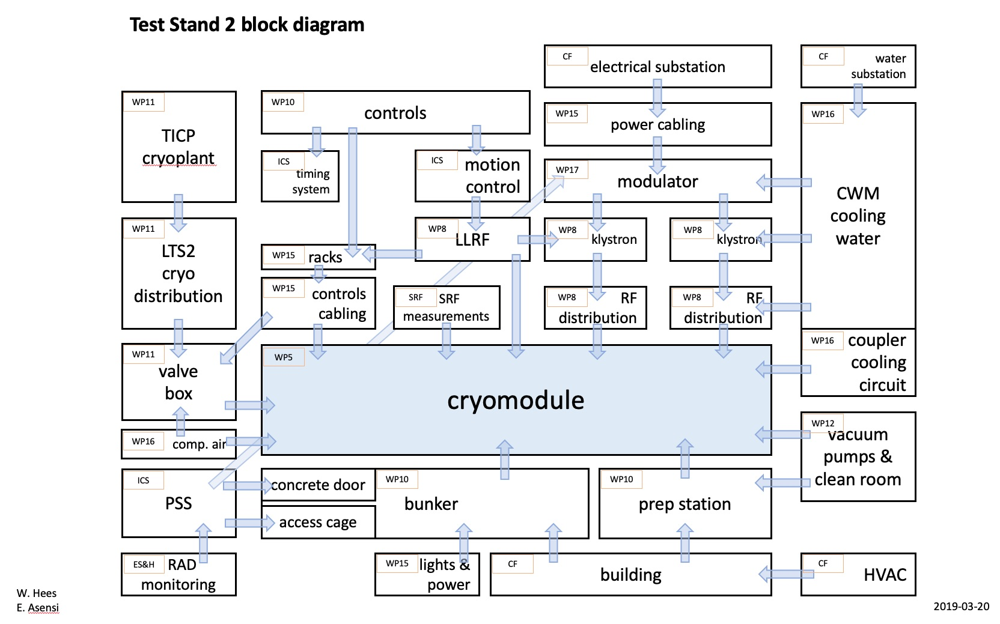 Test Stand 2 block diagram
CF
electrical substation
CF
water
substation
WP11
TICP
cryoplant
WP10
controls
WP15
power cabling
WP16
CWM
cooling
water
ICS
timing
system
ICS
motion
control
WP17
modulator
WP11
LTS2
cryo
distribution
WP8
LLRF
WP8
klystron
WP8
klystron
WP15
racks
WP15
controls
cabling
SRF
SRF
measurements
WP8
RF
distribution
WP8
RF
distribution
WP16
coupler
cooling
circuit
WP11
valve
box
WP5
cryomodule
WP16
comp. air
WP12
vacuum
pumps &
clean room
ICS
PSS
concrete door
access cage
WP10
bunker
WP10
prep station
ES&H
RAD
monitoring
WP15
lights &
power
CF
building
CF
HVAC
W. Hees
E. Asensi
2019-03-20